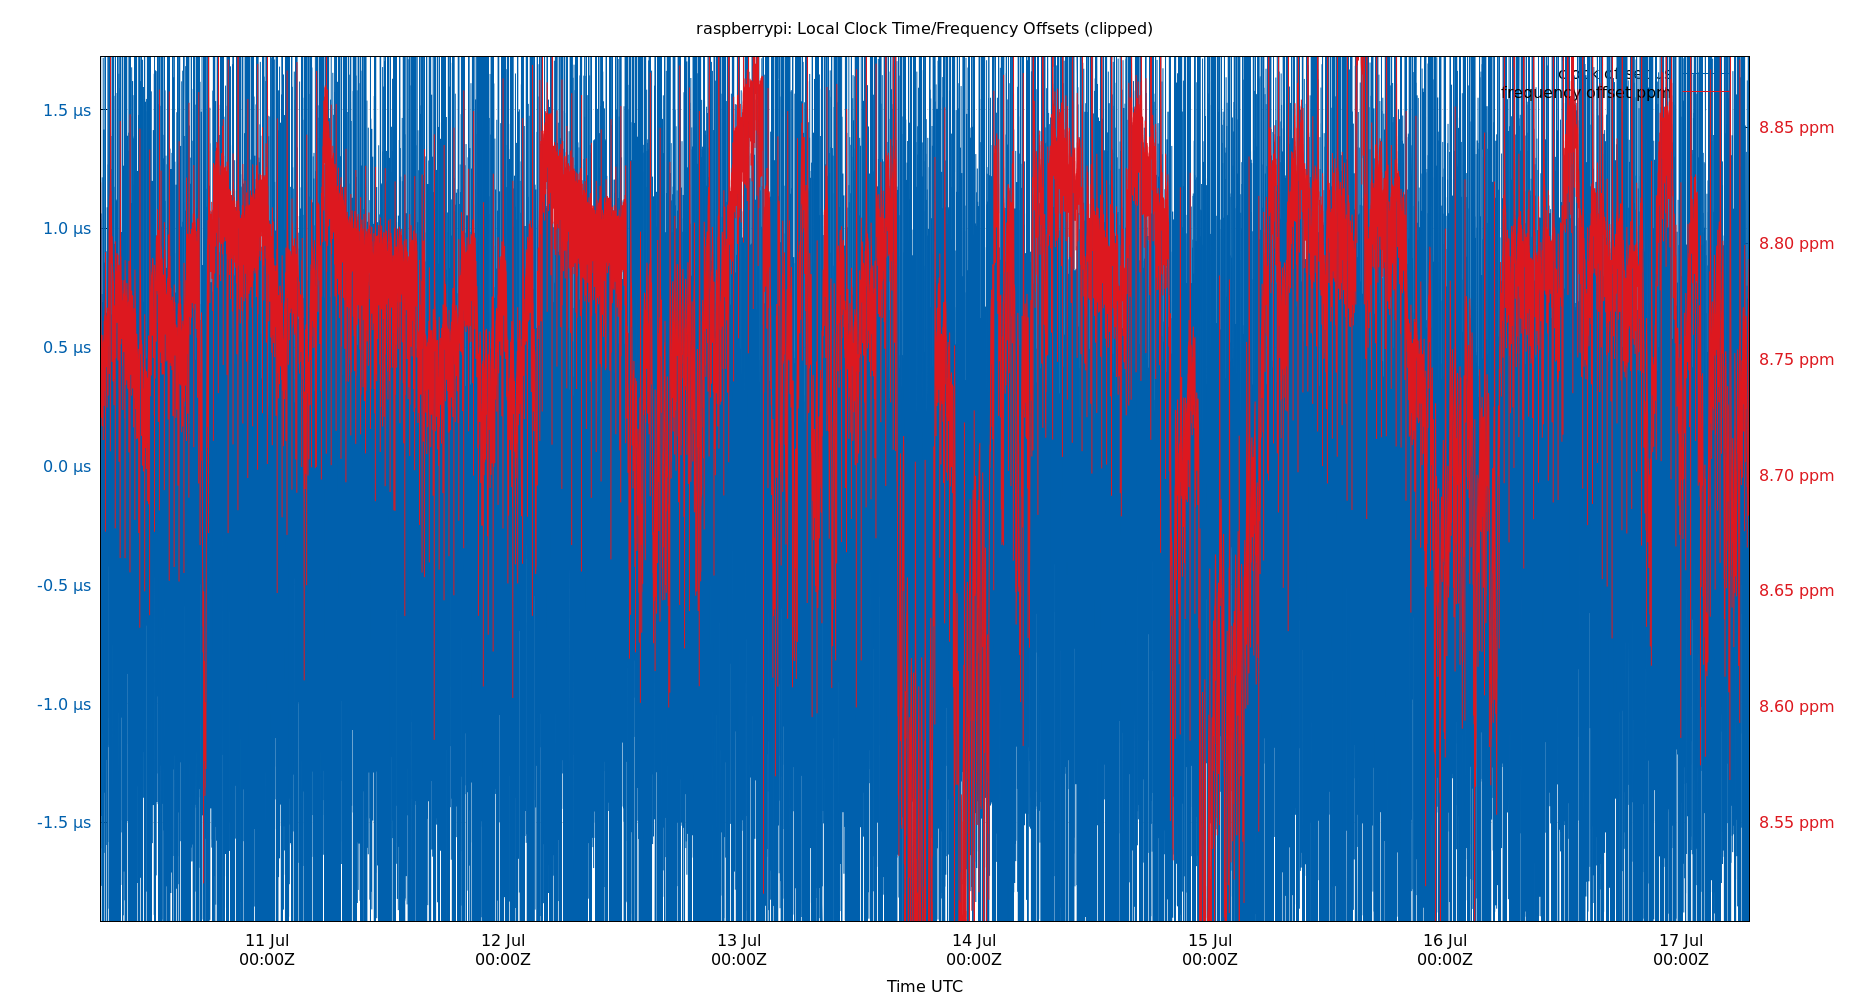 raspberrypi: Local Clock Time/Frequency Offsets (clipped)
clock offset µs
frequency offset ppm
1.5 µs
1.0 µs
0.5 µs
0.0 µs
-0.5 µs
-1.0 µs
-1.5 µs
8.85 ppm
8.80 ppm
8.75 ppm
8.70 ppm
8.65 ppm
8.60 ppm
8.55 ppm
11 Jul 12 Jul 13 Jul 14 Jul 15 Jul 16 Jul 17 Jul
00:00Z 00:00Z 00:00Z 00:00Z 00:00Z 00:00Z 00:00Z
Time UTC